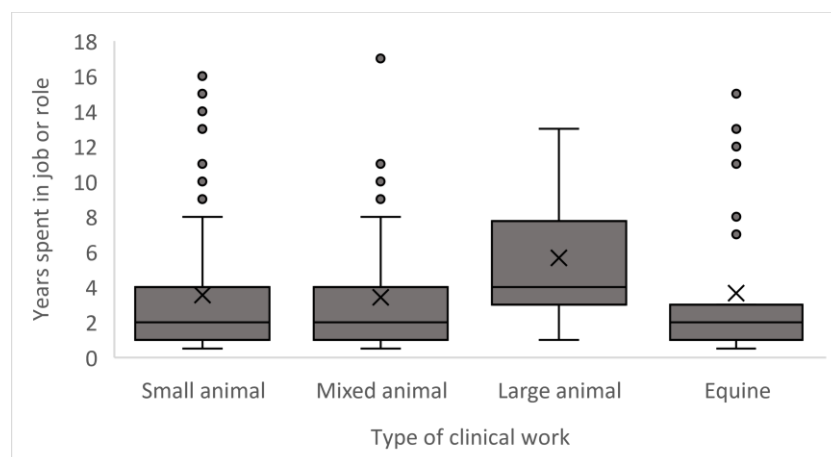 Years spent in job or role
18
16
14
12
10
8
6
4
2
0
Small animal
Mixed animal
Large animal
Equine
Type of clinical work